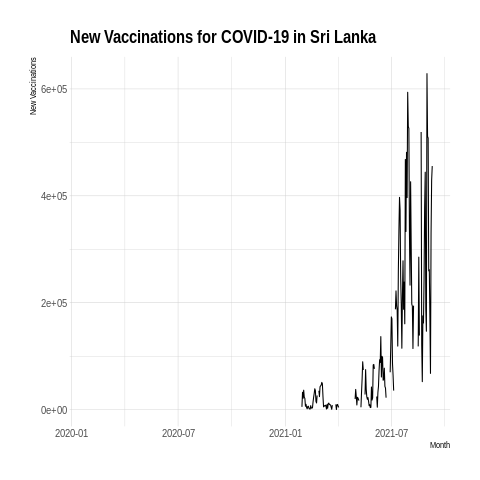 New Vaccinations for COVID-19 in Sri Lanka
New Vaccinations
6e+05
4e+05
2e+05
0e+00
2020-01
2020-07
2021-01
2021-07
Month